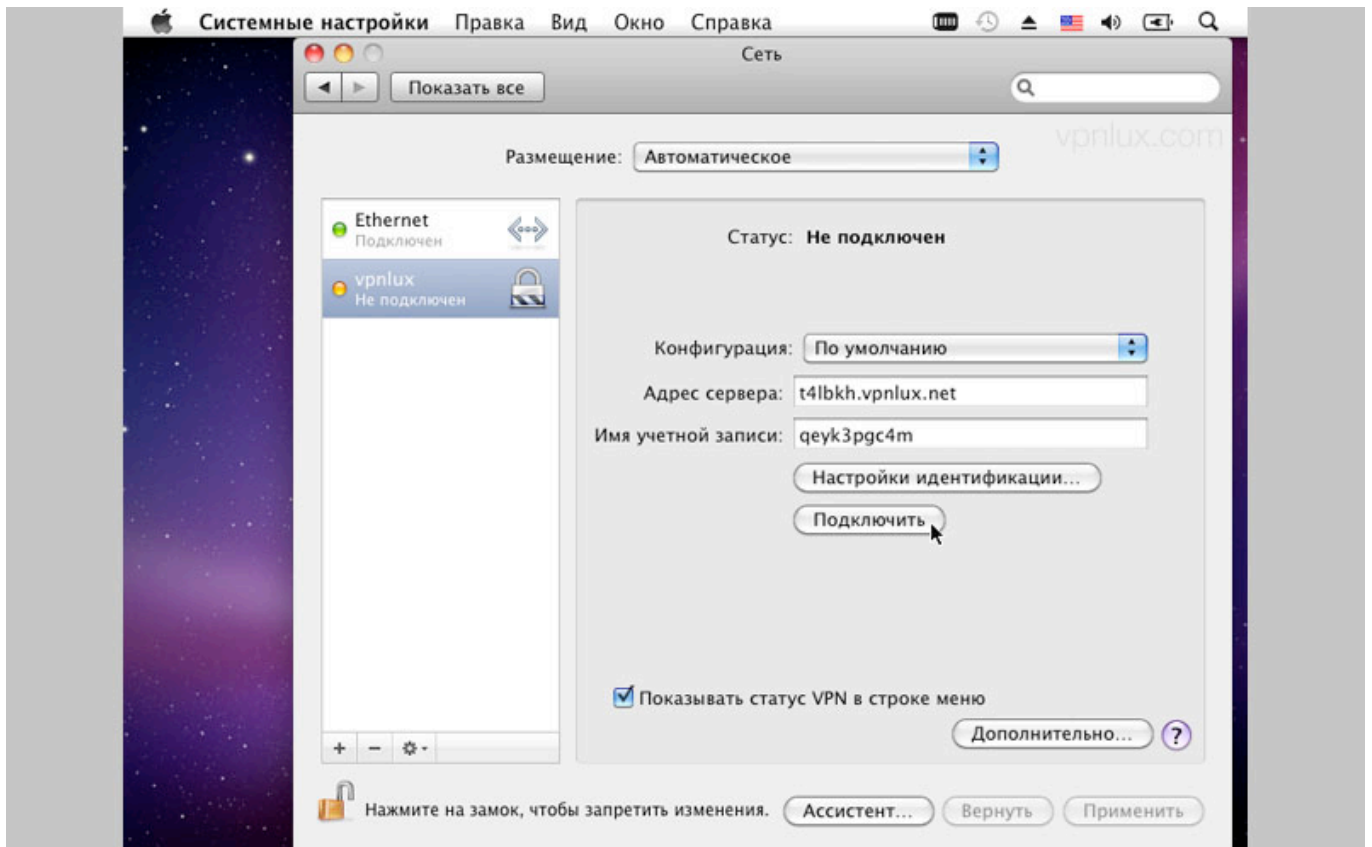 Системные настройки Правка Вид Окно Справка
Сеть
Показать все
vpnlux.com
Размещение: Автоматическое
Ethernet
Подключен
vpnlux
Не подключен
Статус: Не подключен
Конфигурация: По умолчанию
Адрес сервера: t4lbkh.vpnlux.net
Имя учетной записи: qeyk3pgc4m
Настройки идентификации...
Подключить
Показывать статус VPN в строке меню
Дополнительно... ?
Нажмите на замок, чтобы запретить изменения. Ассистент... Вернуть Применить